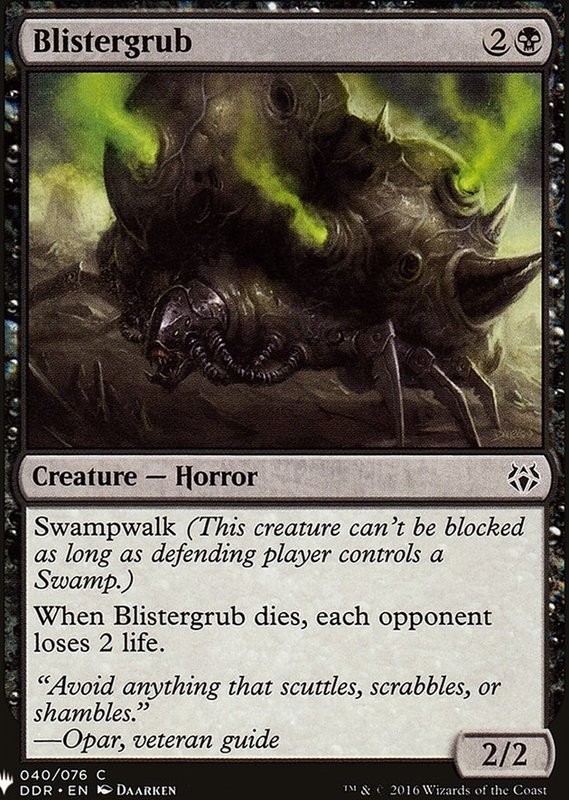 Blistergrub 2
Creature — Horror
Swampwalk (This creature can't be blocked
as long as defending player controls a
Swamp.)
When Blistergrub dies, each opponent
loses 2 life.
“Avoid anything that scuttles, scrabbles, or
shambles.”
—Opar, veteran guide
2/2
040/076 C
DDR • EN Daarken
™ & © 2016 Wizards of the Coast